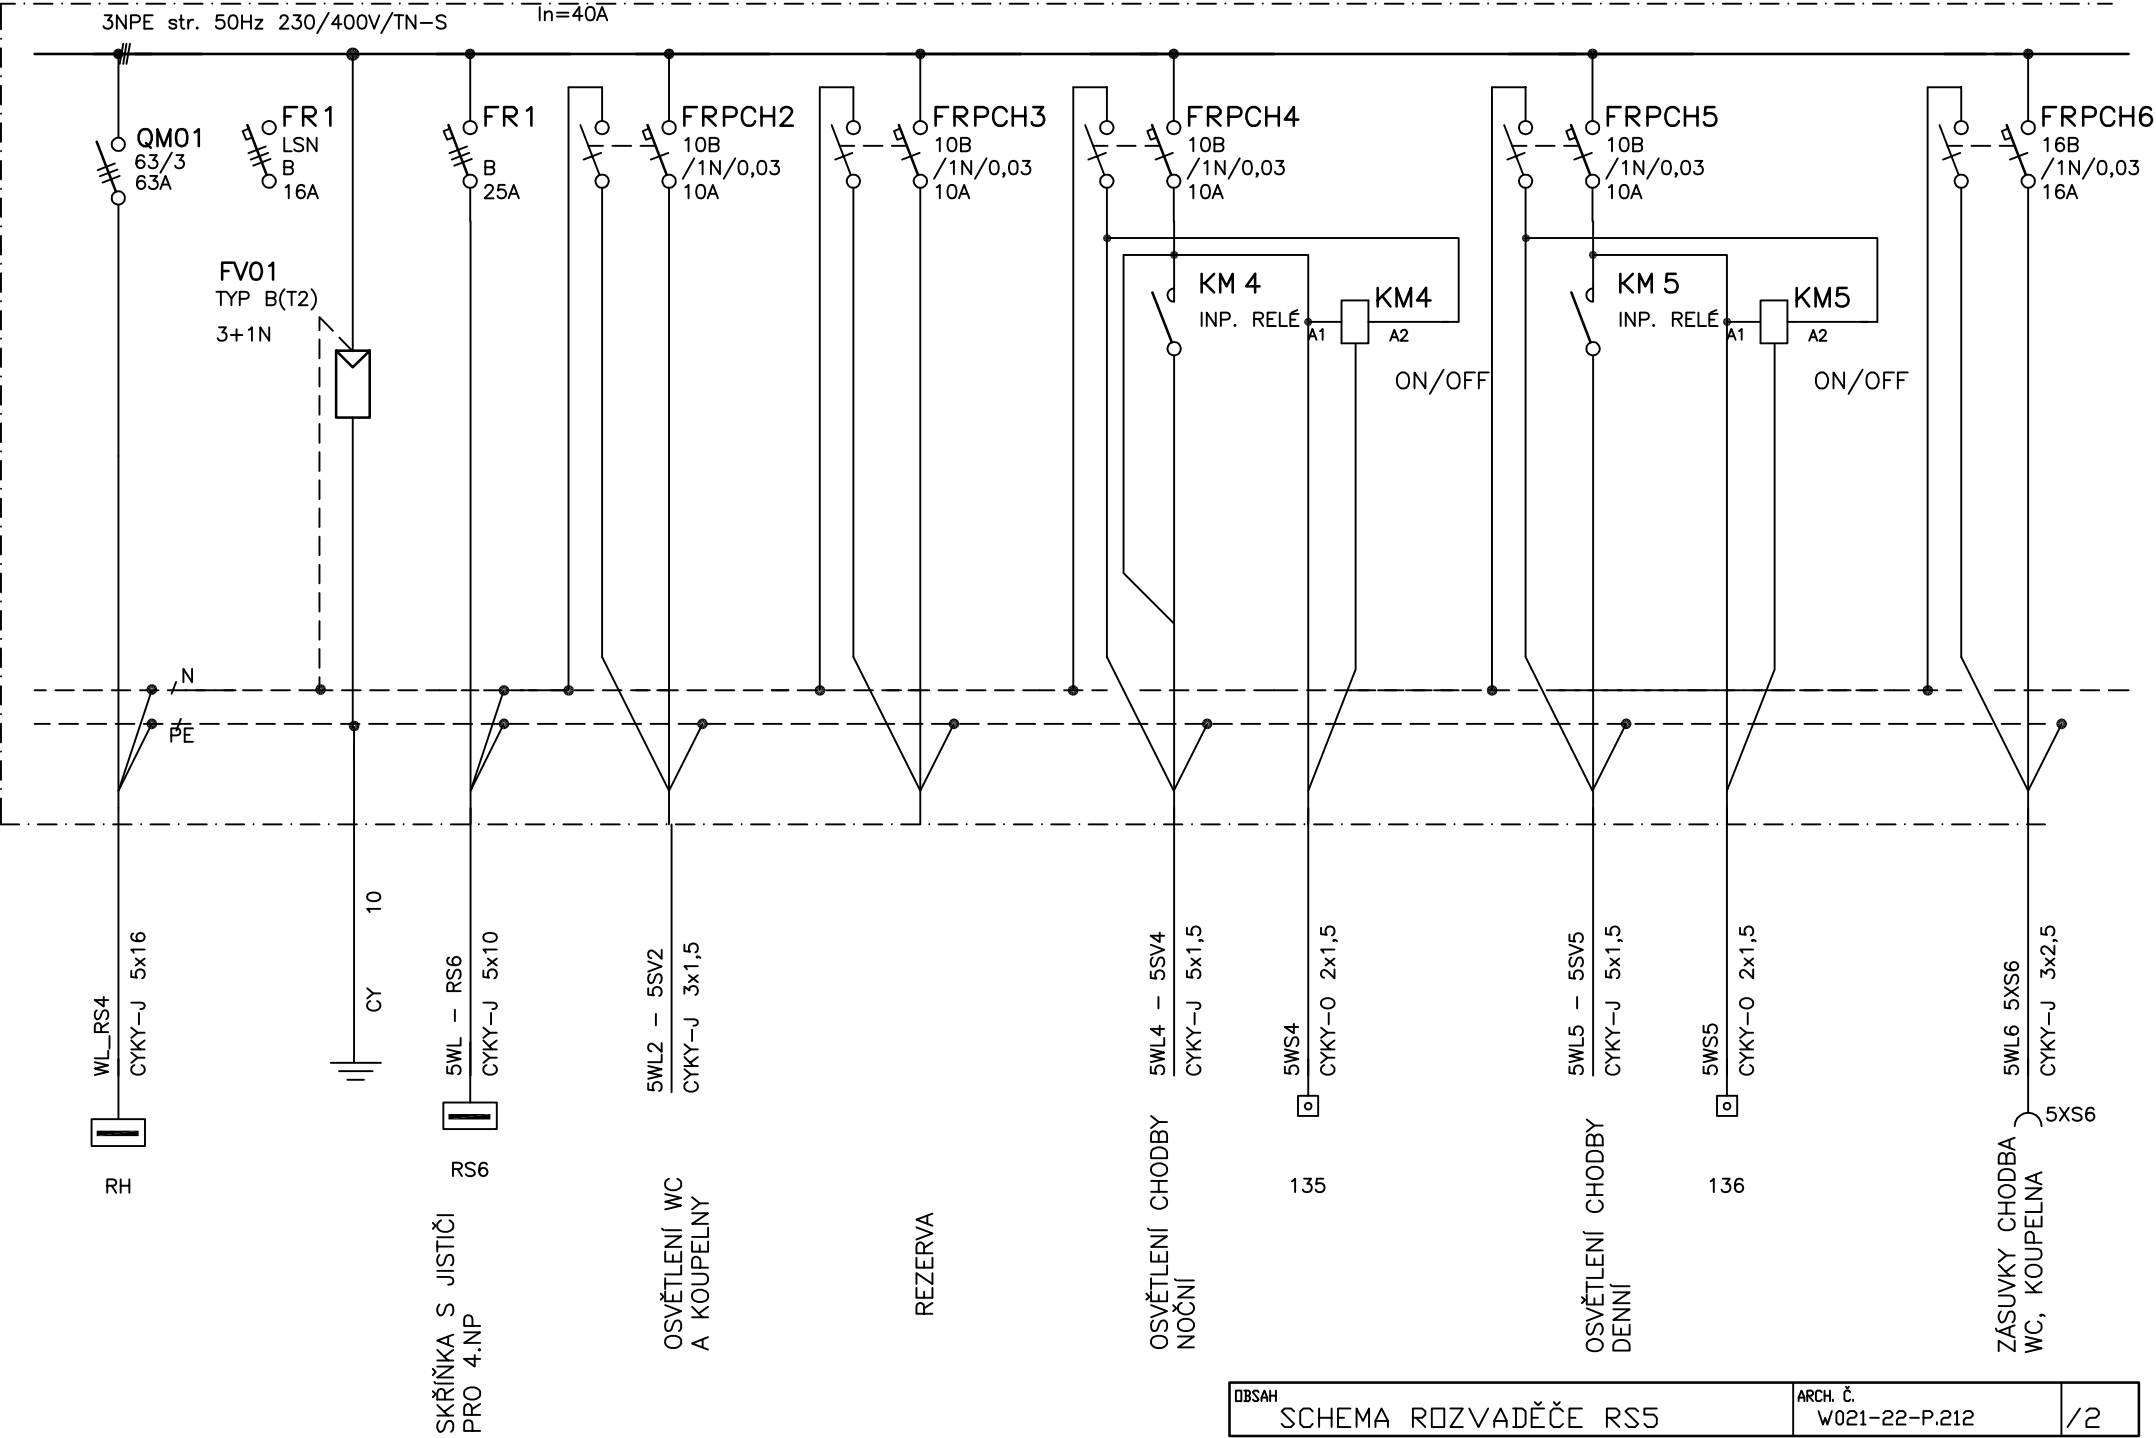 3NPE str. 50Hz 230/400V/TN-S
In=40A
QM01
63/3
63A
FR1
LSN
B
16A
FR1
B
25A
FRPCH2
10B
/1N/0,03
10A
FRPCH3
10B
/1N/0,03
10A
FRPCH4
10B
/1N/0,03
10A
FRPCH5
10B
/1N/0,03
10A
FRPCH6
16B
/1N/0,03
16A
FV01
TYP B(T2)
3+1N
KM 4
INP. RELÉ
KM4
A1
A2
ON/OFF
KM 5
INP. RELÉ
KM5
A1
A2
ON/OFF
N
PE
WL_RS4
CYKY-J 5x16
CY 10
5WL - RS6
CYKY-J 5x10
5WL2 - 5SV2
CYKY-J 3x1,5
5WL4 - 5SV4
CYKY-J 5x1,5
5WS4
CYKY-O 2x1,5
5WL5 - 5SV5
CYKY-J 5x1,5
5WS5
CYKY-O 2x1,5
5WL6 5XS6
CYKY-J 3x2,5
5XS6
RH
RS6
135
136
SKŘÍŇKA S JISTIČI
PRO 4.NP
OSVĚTLENÍ WC
A KOUPELNY
REZERVA
OSVĚTLENÍ CHODBY
NOČNÍ
OSVĚTLENÍ CHODBY
DENNÍ
ZÁSUVKY CHODBA
WC, KOUPELNA
OBSAH
SCHEMA ROZVADĚČE RS5
ARCH. Č.
W021-22-P.212
/2